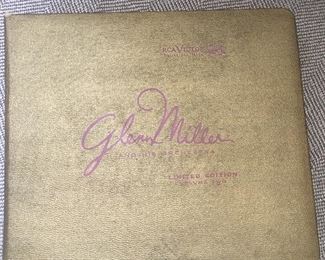 RCA VICTOR
Glenn Miller
AND HIS ORCHESTRA
LIMITED EDITION
VOLUME TWO